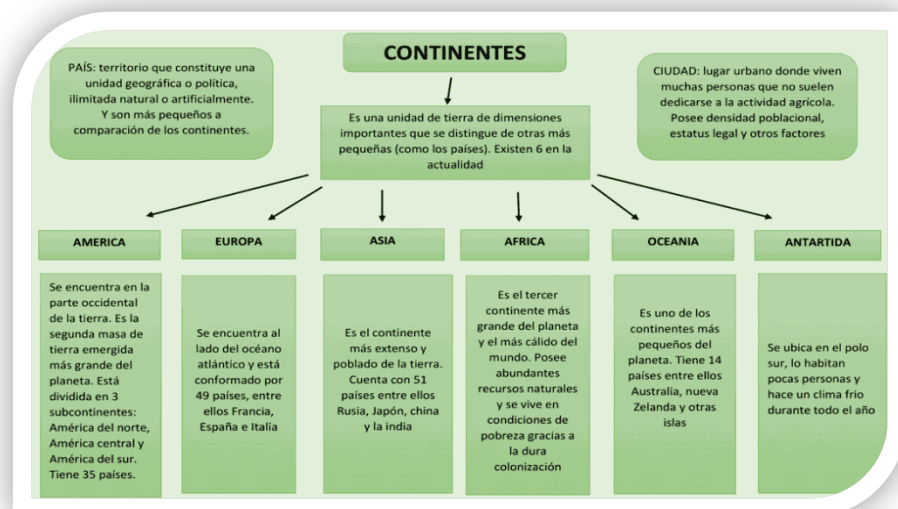 CONTINENTES
PAÍS: territorio que constituye una
unidad geográfica o política,
ilimitada natural o artificialmente.
Y son más pequeños a
comparación de los continentes.
CIUDAD: lugar urbano donde viven
muchas personas que no suelen
dedicarse a la actividad agrícola.
Posee densidad poblacional,
estatus legal y otros factores
Es una unidad de tierra de dimensiones
importantes que se distingue de otras más
pequeñas (como los países). Existen 6 en la
actualidad
AMERICA
Se encuentra en la
parte occidental
de la tierra. Es la
segunda masa de
tierra emergida
más grande del
planeta. Está
dividida en 3
subcontinentes:
América del norte,
América central y
América del sur.
Tiene 35 países.
EUROPA
Se encuentra al
lado del océano
atlántico y está
conformado por
49 países, entre
ellos Francia,
España e Italia
ASIA
Es el continente
más extenso y
poblado de la tierra.
Cuenta con 51
países entre ellos
Rusia, Japón, china
y la india
AFRICA
Es el tercer
continente más
grande del planeta
y el más cálido del
mundo. Posee
abundantes
recursos naturales
y se vive en
condiciones de
pobreza gracias a
la dura
colonización
OCEANIA
Es uno de los
continentes más
pequeños del
planeta. Tiene 14
países entre ellos
Australia, nueva
Zelanda y otras
islas
ANTARTIDA
Se ubica en el polo
sur, lo habitan
pocas personas y
hace un clima frio
durante todo el año